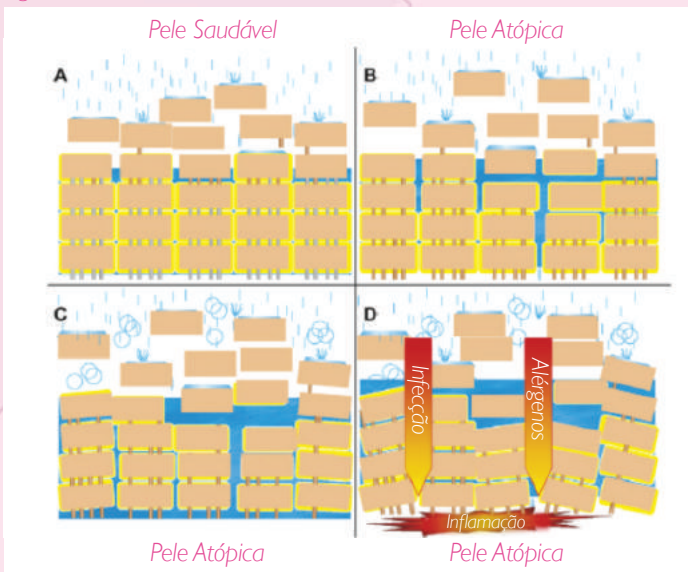 Pele Saudável
Pele Atópica
A
B
C
D
Infecção
Alérgenos
Inflamação
Pele Atópica
Pele Atópica